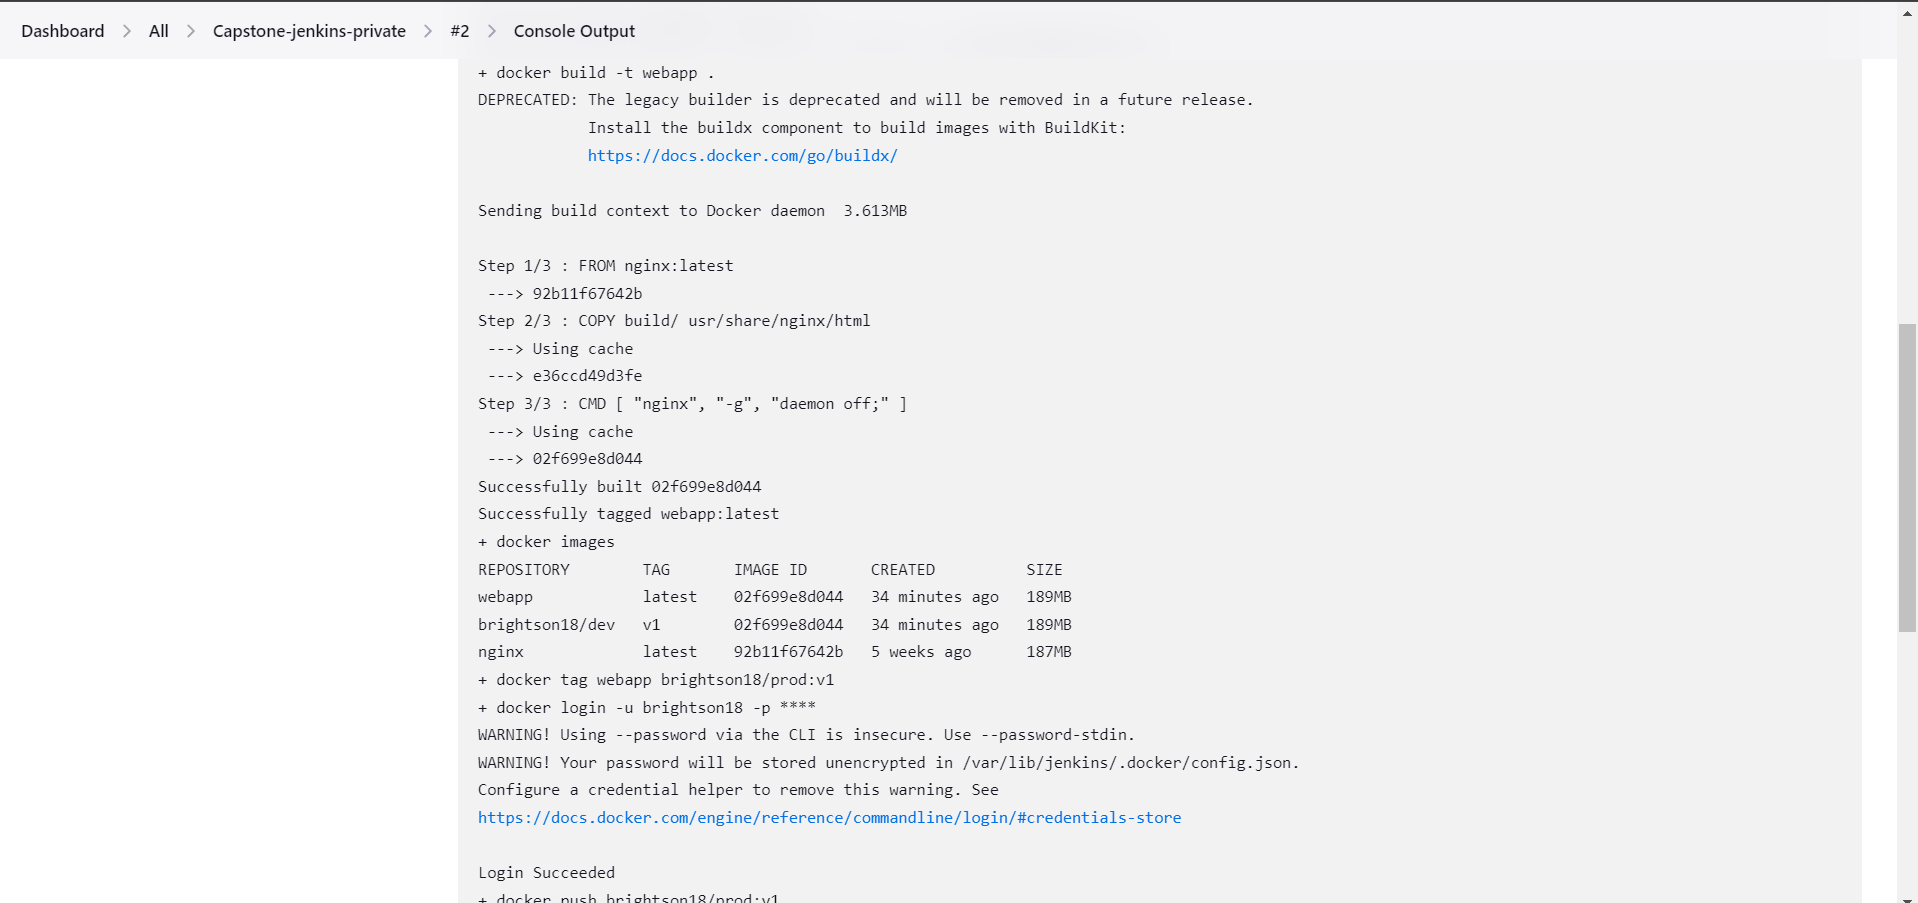 Dashboard > All > Capstone-jenkins-private > #2 > Console Output
+ docker build -t webapp .
DEPRECATED: The legacy builder is deprecated and will be removed in a future release.
            Install the buildx component to build images with BuildKit:
            https://docs.docker.com/go/buildx/
Sending build context to Docker daemon  3.613MB
Step 1/3 : FROM nginx:latest
 ---> 92b11f67642b
Step 2/3 : COPY build/ usr/share/nginx/html
 ---> Using cache
 ---> e36ccd49d3fe
Step 3/3 : CMD [ "nginx", "-g", "daemon off;" ]
 ---> Using cache
 ---> 02f699e8d044
Successfully built 02f699e8d044
Successfully tagged webapp:latest
+ docker images
REPOSITORY        TAG       IMAGE ID       CREATED          SIZE
webapp            latest    02f699e8d044   34 minutes ago   189MB
brightson18/dev   v1        02f699e8d044   34 minutes ago   189MB
nginx             latest    92b11f67642b   5 weeks ago      187MB
+ docker tag webapp brightson18/prod:v1
+ docker login -u brightson18 -p ****
WARNING! Using --password via the CLI is insecure. Use --password-stdin.
WARNING! Your password will be stored unencrypted in /var/lib/jenkins/.docker/config.json.
Configure a credential helper to remove this warning. See
https://docs.docker.com/engine/reference/commandline/login/#credentials-store
Login Succeeded
+ docker push brightson18/prod:v1